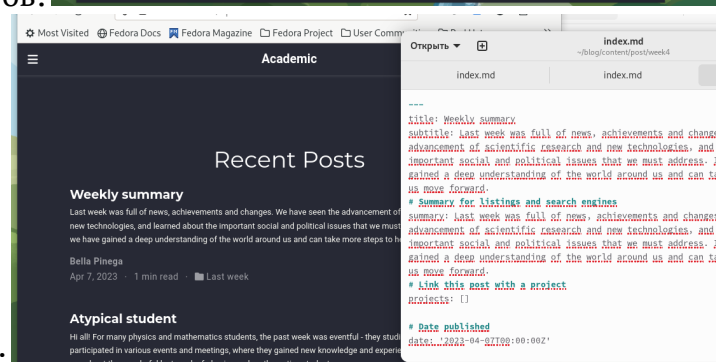 ов.
Most Visited Fedora Docs Fedora Magazine Fedora Project User Comm
Открыть
index.md
~/blog/content/post/week4
Academic
index.md index.md
Recent Posts
Weekly summary
Last week was full of news, achievements and changes. We have seen the advancement of
new technologies, and learned about the important social and political issues that we must
we have gained a deep understanding of the world around us and can take more steps to
Bella Pinega
Apr 7, 2023 · 1 min read · Last week
Atypical student
Hi all! For many physics and mathematics students, the past week was eventful - they
participated in various events and meetings, where they gained new knowledge and
---
title: Weekly summary
subtitle: Last week was full of news, achievements and
advancement of scientific research and new technologies, and
important social and political issues that we must address.
gained a deep understanding of the world around us and can
us move forward.
# Summary for listings and search engines
summary: Last week was full of news, achievements and changes
advancement of scientific research and new technologies, and
important social and political issues that we must address.
gained a deep understanding of the world around us and can
us move forward.
# Link this post with a project
projects: []
# Date published
date: '2023-04-07T00:00:00Z'